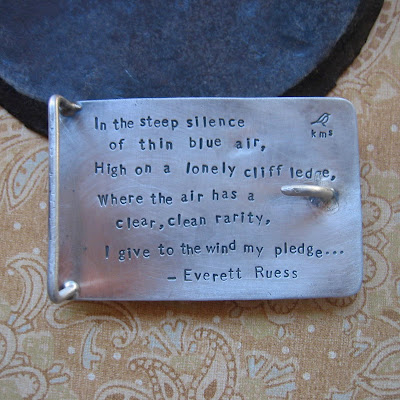 In the steep silence
of thin blue air,
High on a lonely cliff ledge,
Where the air has a
clear, clean rarity,
I give to the wind my pledge...
- Everett Ruess
kms